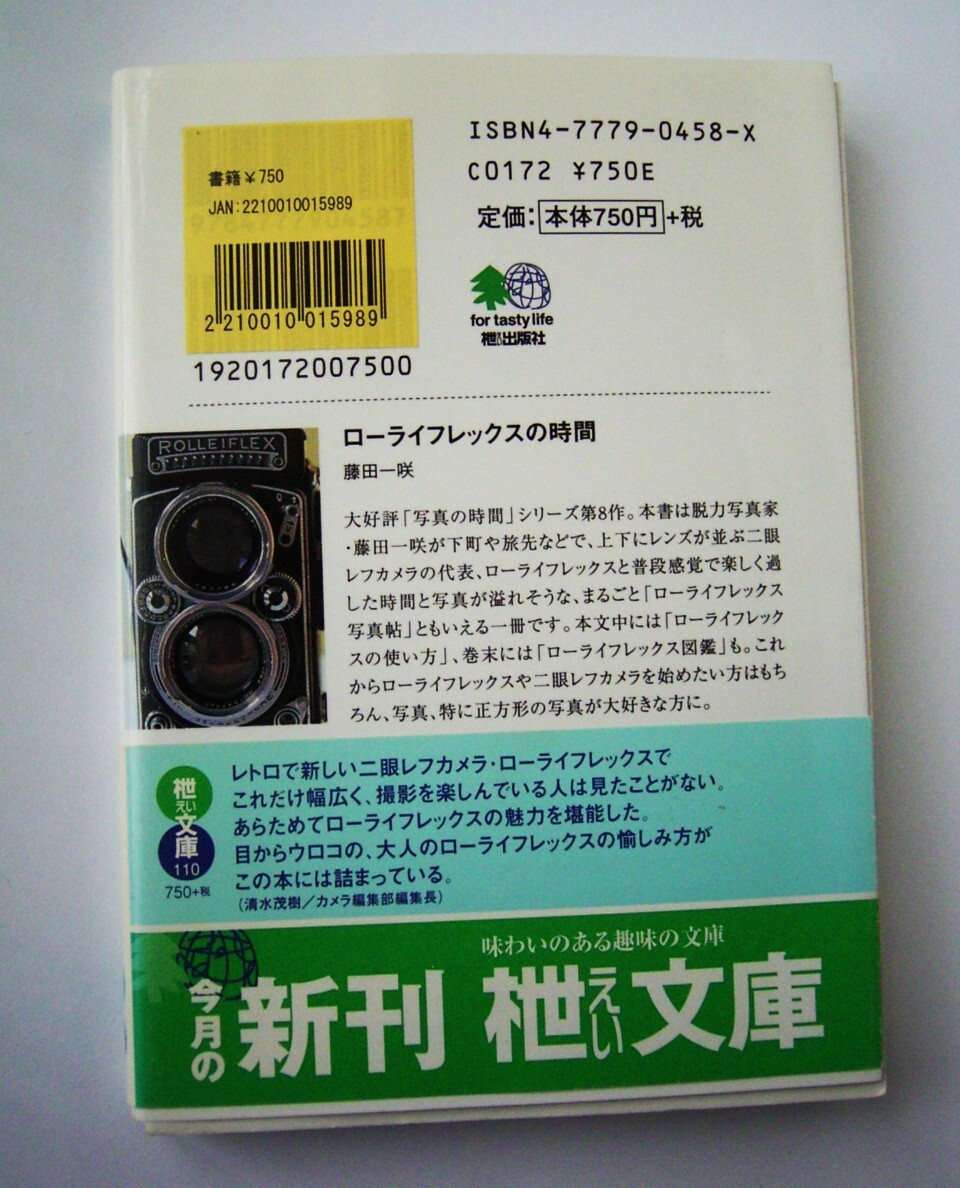 ISBN4-7779-0458-X
C0172 ¥750E
定価：本体750円+税
書籍¥750
JAN:2210010015989
2210010015989
1920172007500
for tasty life
枻出版社
ROLLEIFLEX
ローライフレックスの時間
藤田一咲
大好評「写真の時間」シリーズ第8作。本書は脱力写真家
・藤田一咲が下町や旅先などで、上下にレンズが並ぶ二眼
レフカメラの代表、ローライフレックスと普段感覚で楽しく過
した時間と写真が溢れそうな、まるごと「ローライフレックス
写真帖」ともいえる一冊です。本文中には「ローライフレック
スの使い方」、巻末には「ローライフレックス図鑑」も。これ
からローライフレックスや二眼レフカメラを始めたい方はもち
ろん、写真、特に正方形の写真が大好きな方に。
枻えい文庫
110
750+税
レトロで新しい二眼レフカメラ・ローライフレックスで
これだけ幅広く、撮影を楽しんでいる人は見たことがない。
あらためてローライフレックスの魅力を堪能した。
目からウロコの、大人のローライフレックスの愉しみ方が
この本には詰まっている。
（清水茂樹／カメラ編集部編集長）
味わいのある趣味の文庫
今月の新刊 枻えい文庫